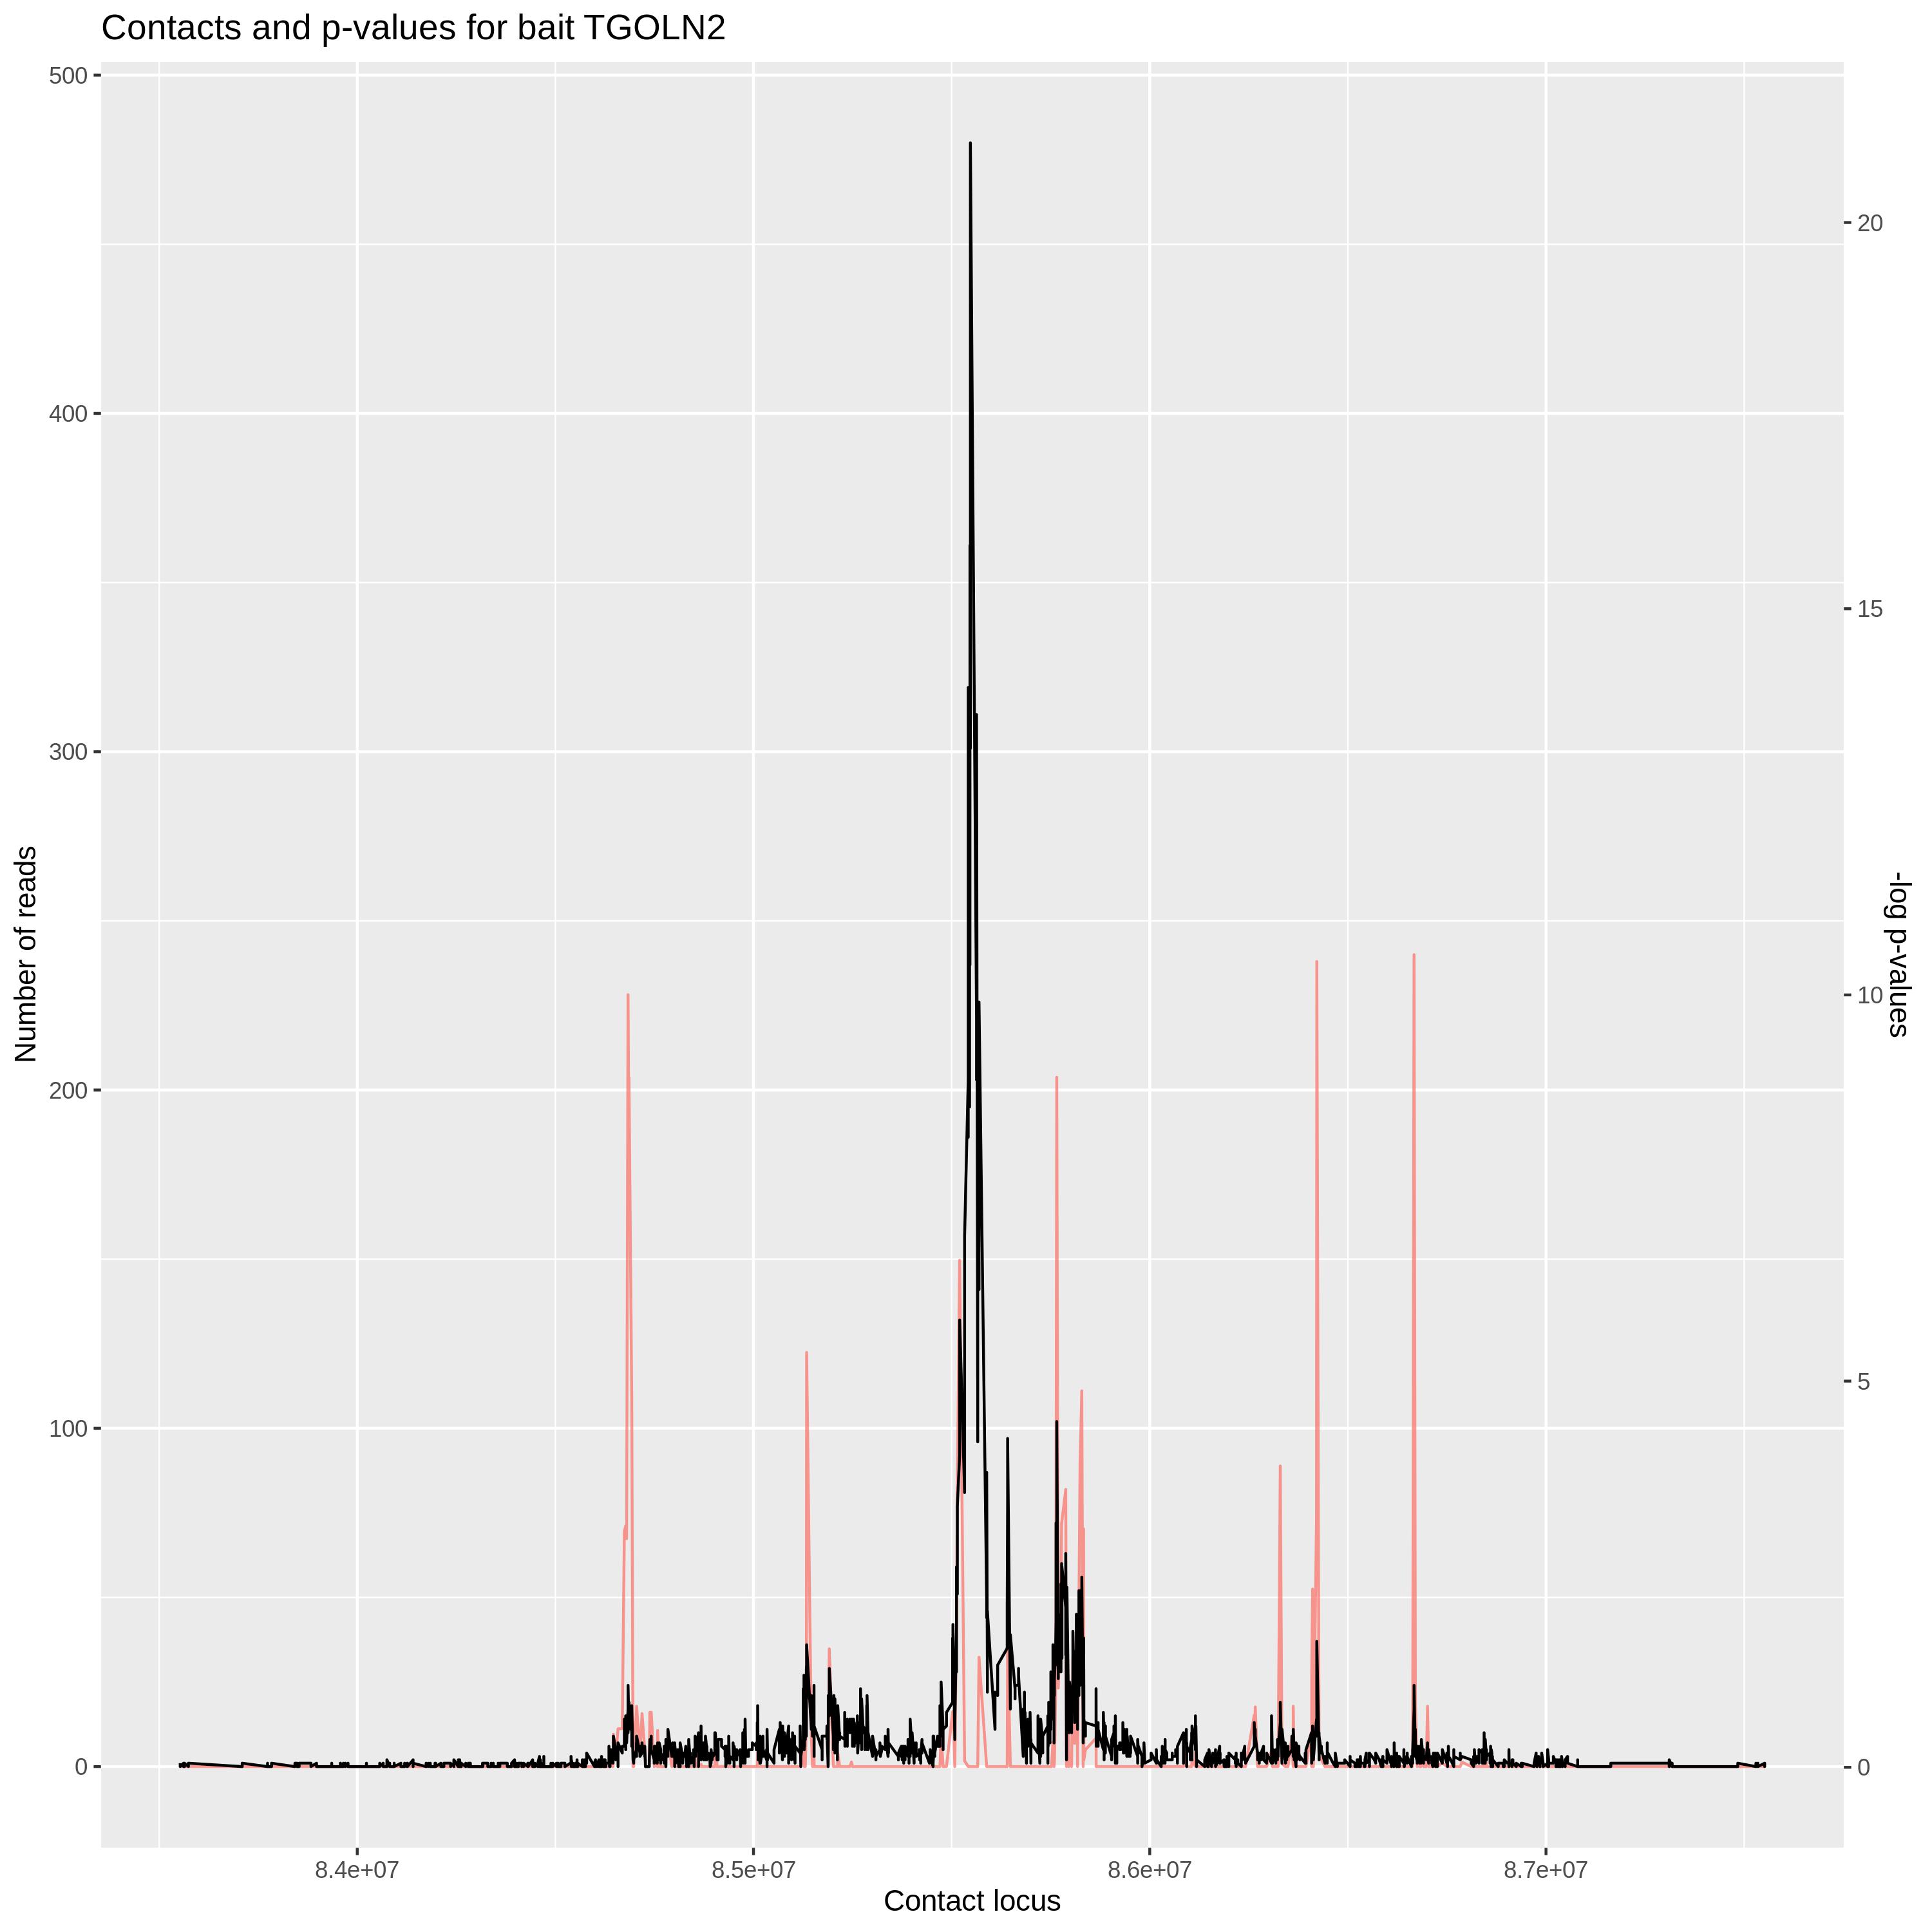 Contacts and p-values for bait TGOLN2
500
400
300
200
100
0
Number of reads
20
15
10
5
0
-log p-values
8.4e+07 8.5e+07 8.6e+07 8.7e+07
Contact locus